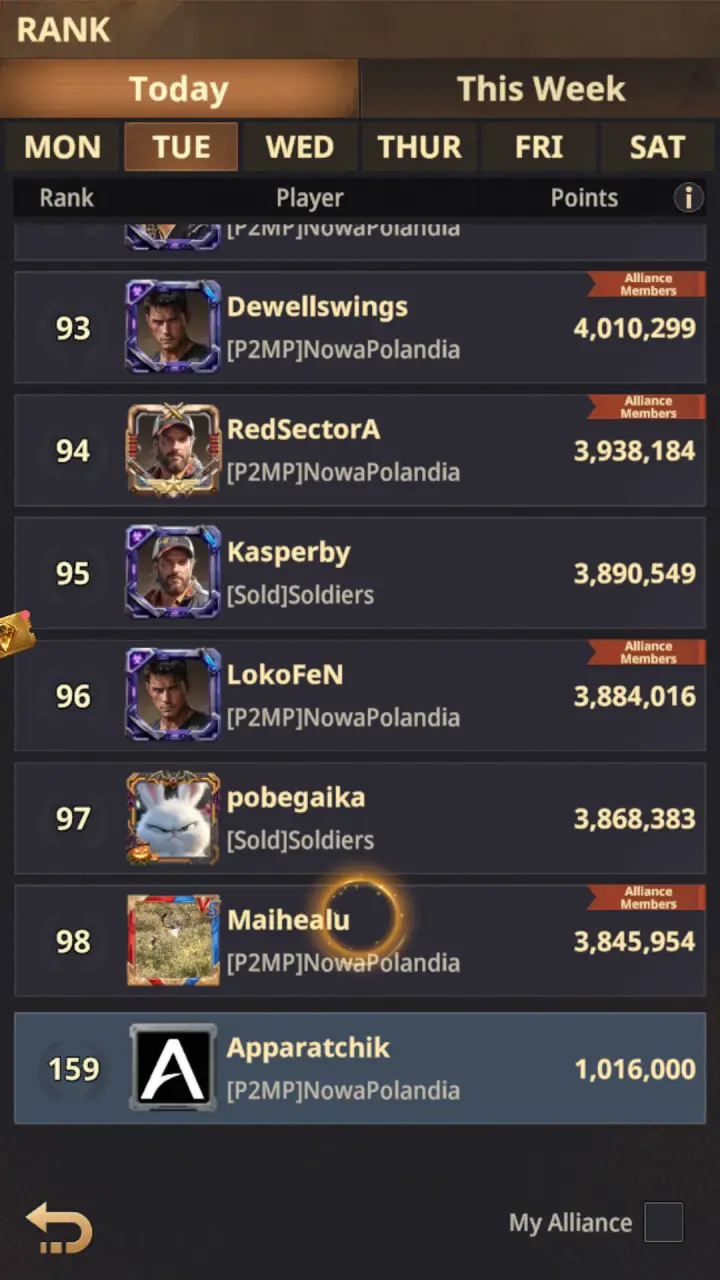 RANK
Today
This Week
MON TUE WED THUR FRI SAT
Rank Player Points i
[P2MP]NowaPolandia
Alliance
Members
93 Dewellswings 4,010,299
[P2MP]NowaPolandia
Alliance
Members
94 RedSectorA 3,938,184
[P2MP]NowaPolandia
95 Kasperby 3,890,549
[Sold]Soldiers
Alliance
Members
96 LokoFeN 3,884,016
[P2MP]NowaPolandia
97 pobegaika 3,868,383
[Sold]Soldiers
Alliance
Members
VS
98 Maihealu 3,845,954
[P2MP]NowaPolandia
A
159 Apparatchik 1,016,000
[P2MP]NowaPolandia
My Alliance